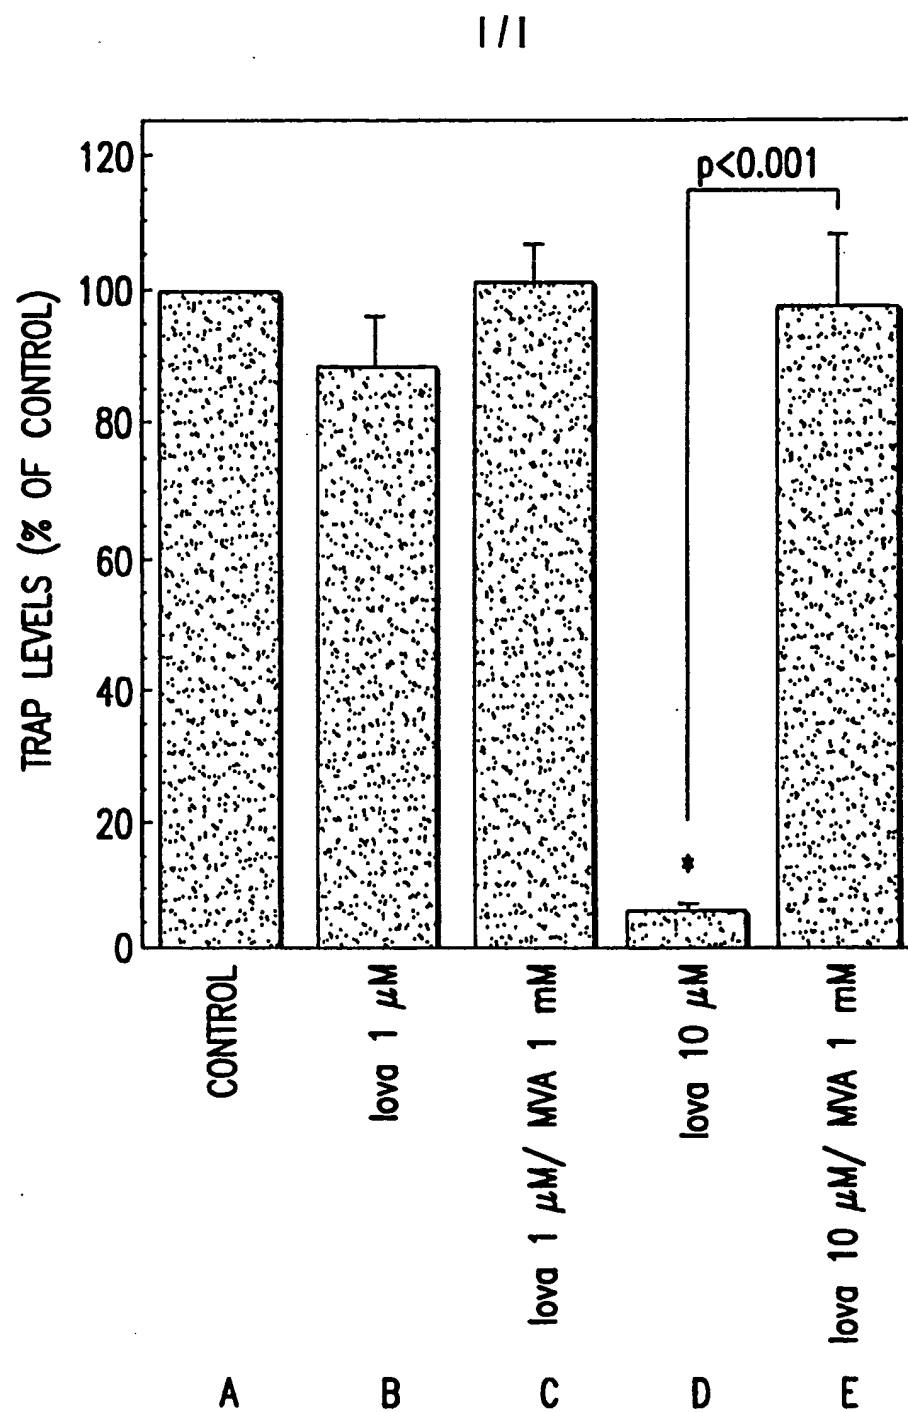 1/1
p<0.001
TRAP LEVELS (% OF CONTROL)
120
100
80
60
40
20
0
*
CONTROL
lova 1 μM
lova 1 μM/ MVA 1 mM
lova 10 μM
lova 10 μM/ MVA 1 mM
A B C D E